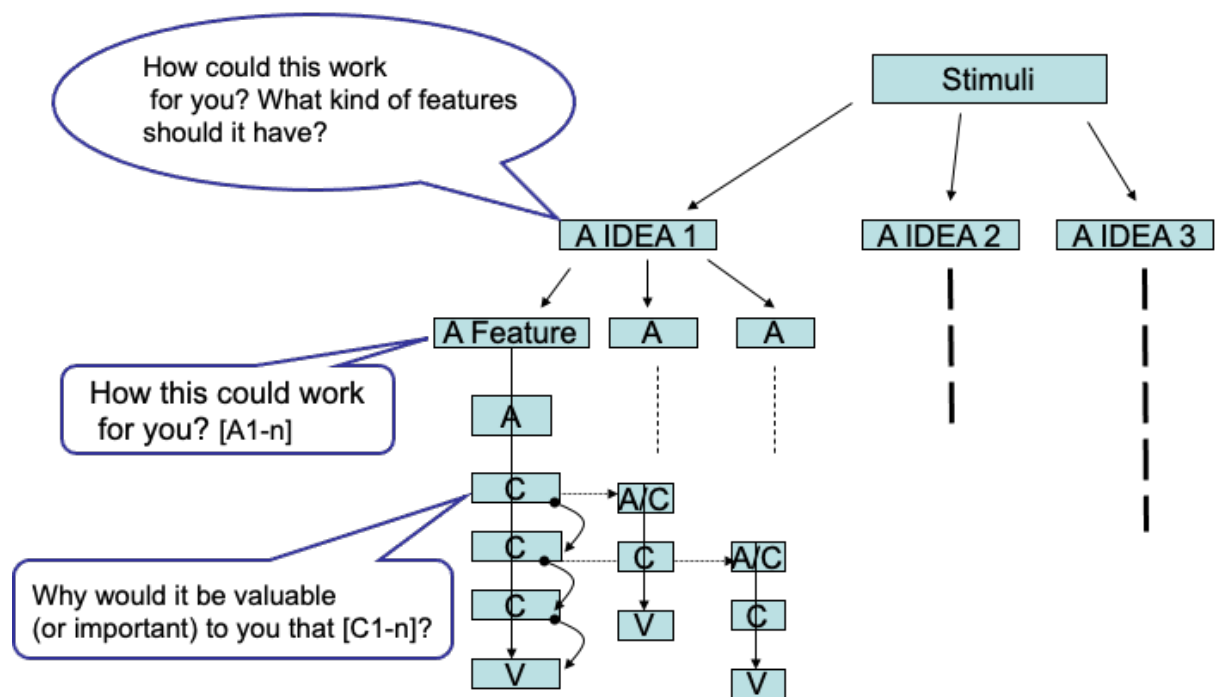 How could this work
for you? What kind of features
should it have?
Stimuli
A IDEA 1
A IDEA 2
A IDEA 3
A Feature
A
A
How this could work
for you? [A1-n]
A
C
A/C
C
C
A/C
Why would it be valuable
(or important) to you that [C1-n]?
C
V
C
V
V